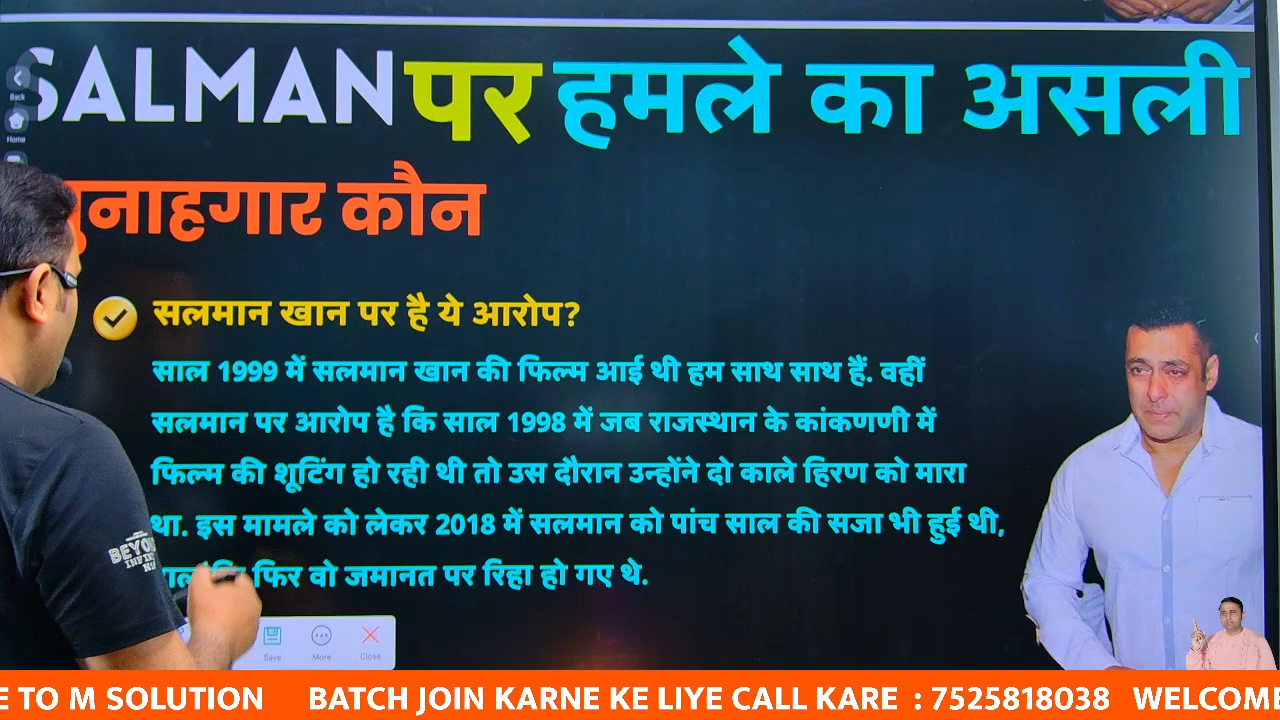 SALMAN पर हमले का असली
गुनाहगार कौन
सलमान खान पर है ये आरोप?
साल 1999 में सलमान खान की फिल्म आई थी हम साथ साथ हैं. वहीं
सलमान पर आरोप है कि साल 1998 में जब राजस्थान के कांकणणी में
फिल्म की शूटिंग हो रही थी तो उस दौरान उन्होंने दो काले हिरण को मारा
था. इस मामले को लेकर 2018 में सलमान को पांच साल की सजा भी हुई थी,
फिर वो जमानत पर रिहा हो गए थे.
Back
Home
Save More Close
E TO M SOLUTION BATCH JOIN KARNE KE LIYE CALL KARE : 7525818038 WELCOME